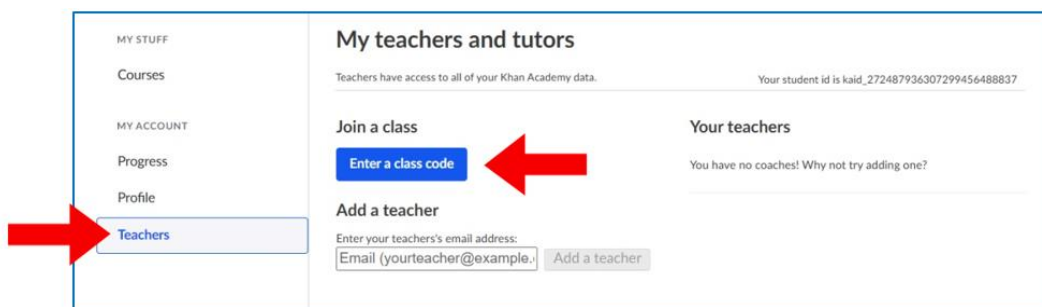 MY STUFF
Courses
MY ACCOUNT
Progress
Profile
Teachers
My teachers and tutors
Teachers have access to all of your Khan Academy data.
Your student id is kaid_272487936307299456488837
Join a class
Enter a class code
Your teachers
You have no coaches! Why not try adding one?
Add a teacher
Enter your teachers's email address:
Email (yourteacher@example.
Add a teacher